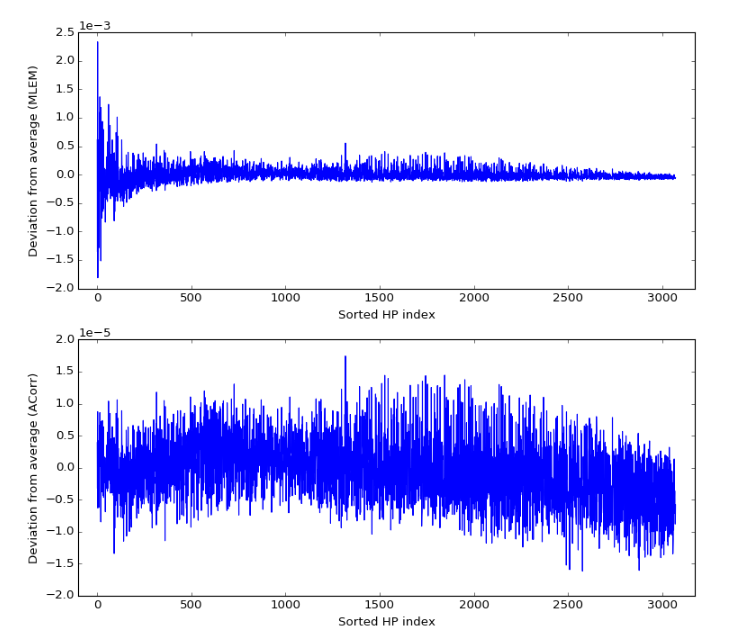 1e−3
2.5
2.0
1.5
1.0
0.5
0.0
−0.5
−1.0
−1.5
−2.0
Deviation from average (MLEM)
0 500 1000 1500 2000 2500 3000
Sorted HP index
1e−5
2.0
1.5
1.0
0.5
0.0
−0.5
−1.0
−1.5
−2.0
Deviation from average (ACorr)
0 500 1000 1500 2000 2500 3000
Sorted HP index